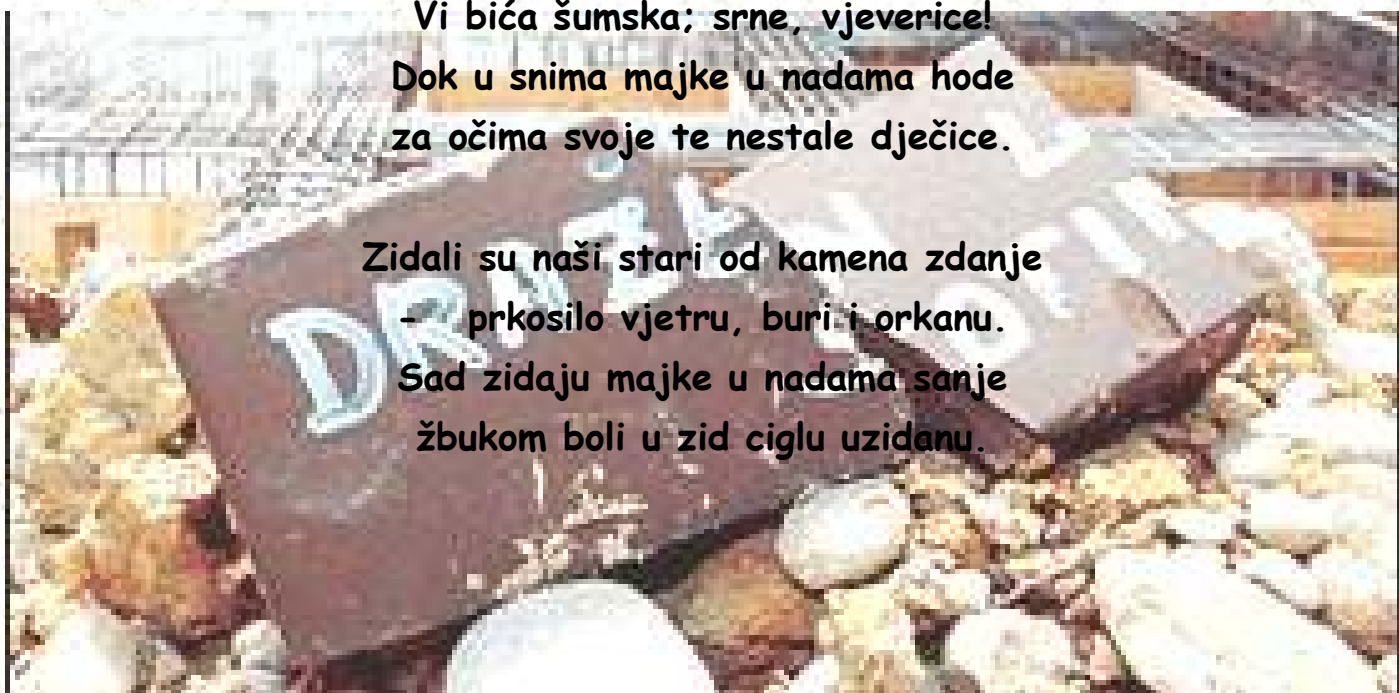 Vi bića šumska; srne, vjeverice!
Dok u snima majke u nadama hode
za očima svoje te nestale dječice.
Zidali su naši stari od kamena zdanje
- prkosilo vjetru, buri i orkanu.
Sad zidaju majke u nadama sanje
žbukom boli u zid ciglu uzidanu.